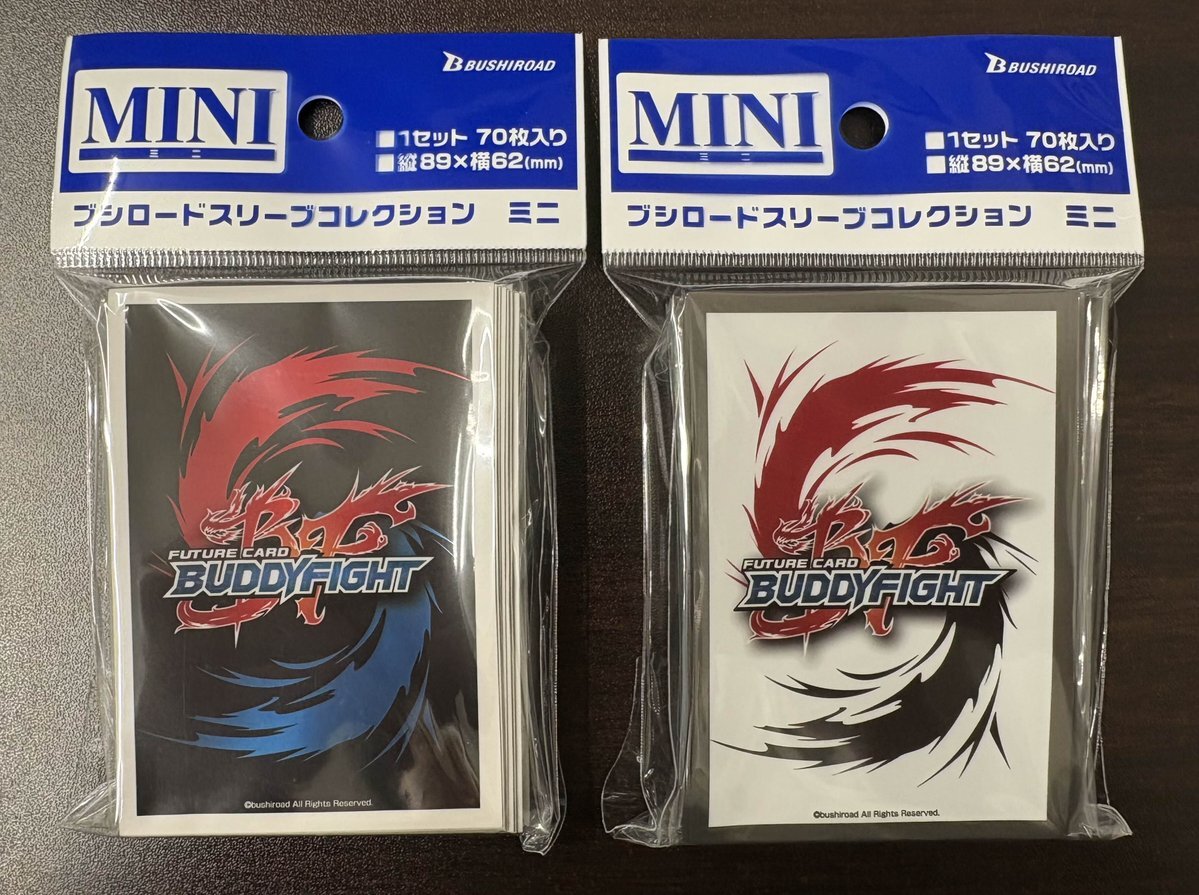 BUSHIROAD
MINI
ミニ
■1セット 70枚入り
■縦89×横62(mm)
ブシロードスリーブコレクション ミニ
FUTURE CARD
BUDDYFIGHT
©bushiroad All Rights Reserved.
BUSHIROAD
MINI
ミニ
■1セット 70枚入り
■縦89×横62(mm)
ブシロードスリーブコレクション ミニ
FUTURE CARD
BUDDYFIGHT
©bushiroad All Rights Reserved.